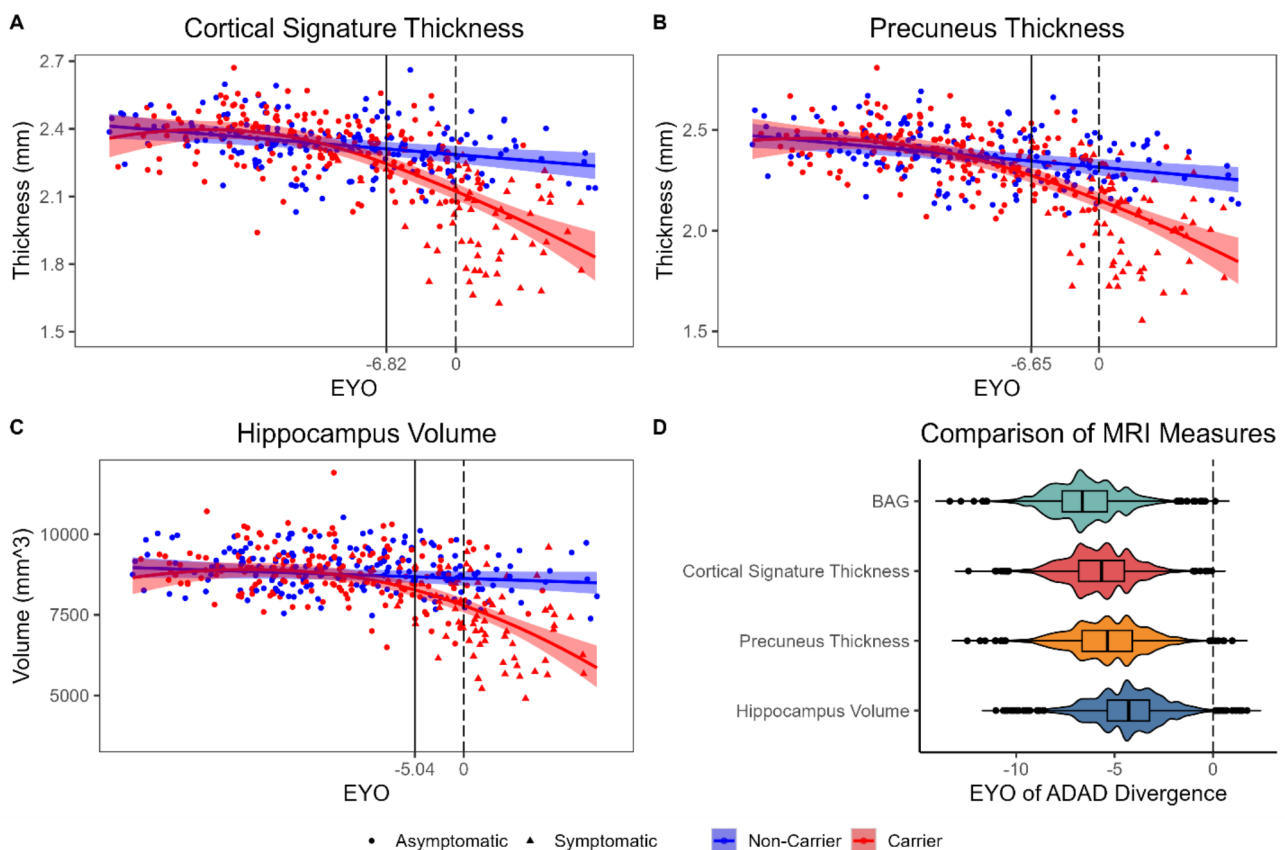 A Cortical Signature Thickness
Thickness (mm)
2.7
2.4
2.1
1.8
1.5
-6.82 0
EYO
B Precuneus Thickness
Thickness (mm)
2.5
2.0
1.5
-6.65 0
EYO
C Hippocampus Volume
Volume (mm^3)
10000
7500
5000
-5.04 0
EYO
D Comparison of MRI Measures
BAG
Cortical Signature Thickness
Precuneus Thickness
Hippocampus Volume
-10 -5 0
EYO of ADAD Divergence
Asymptomatic Symptomatic Non-Carrier Carrier